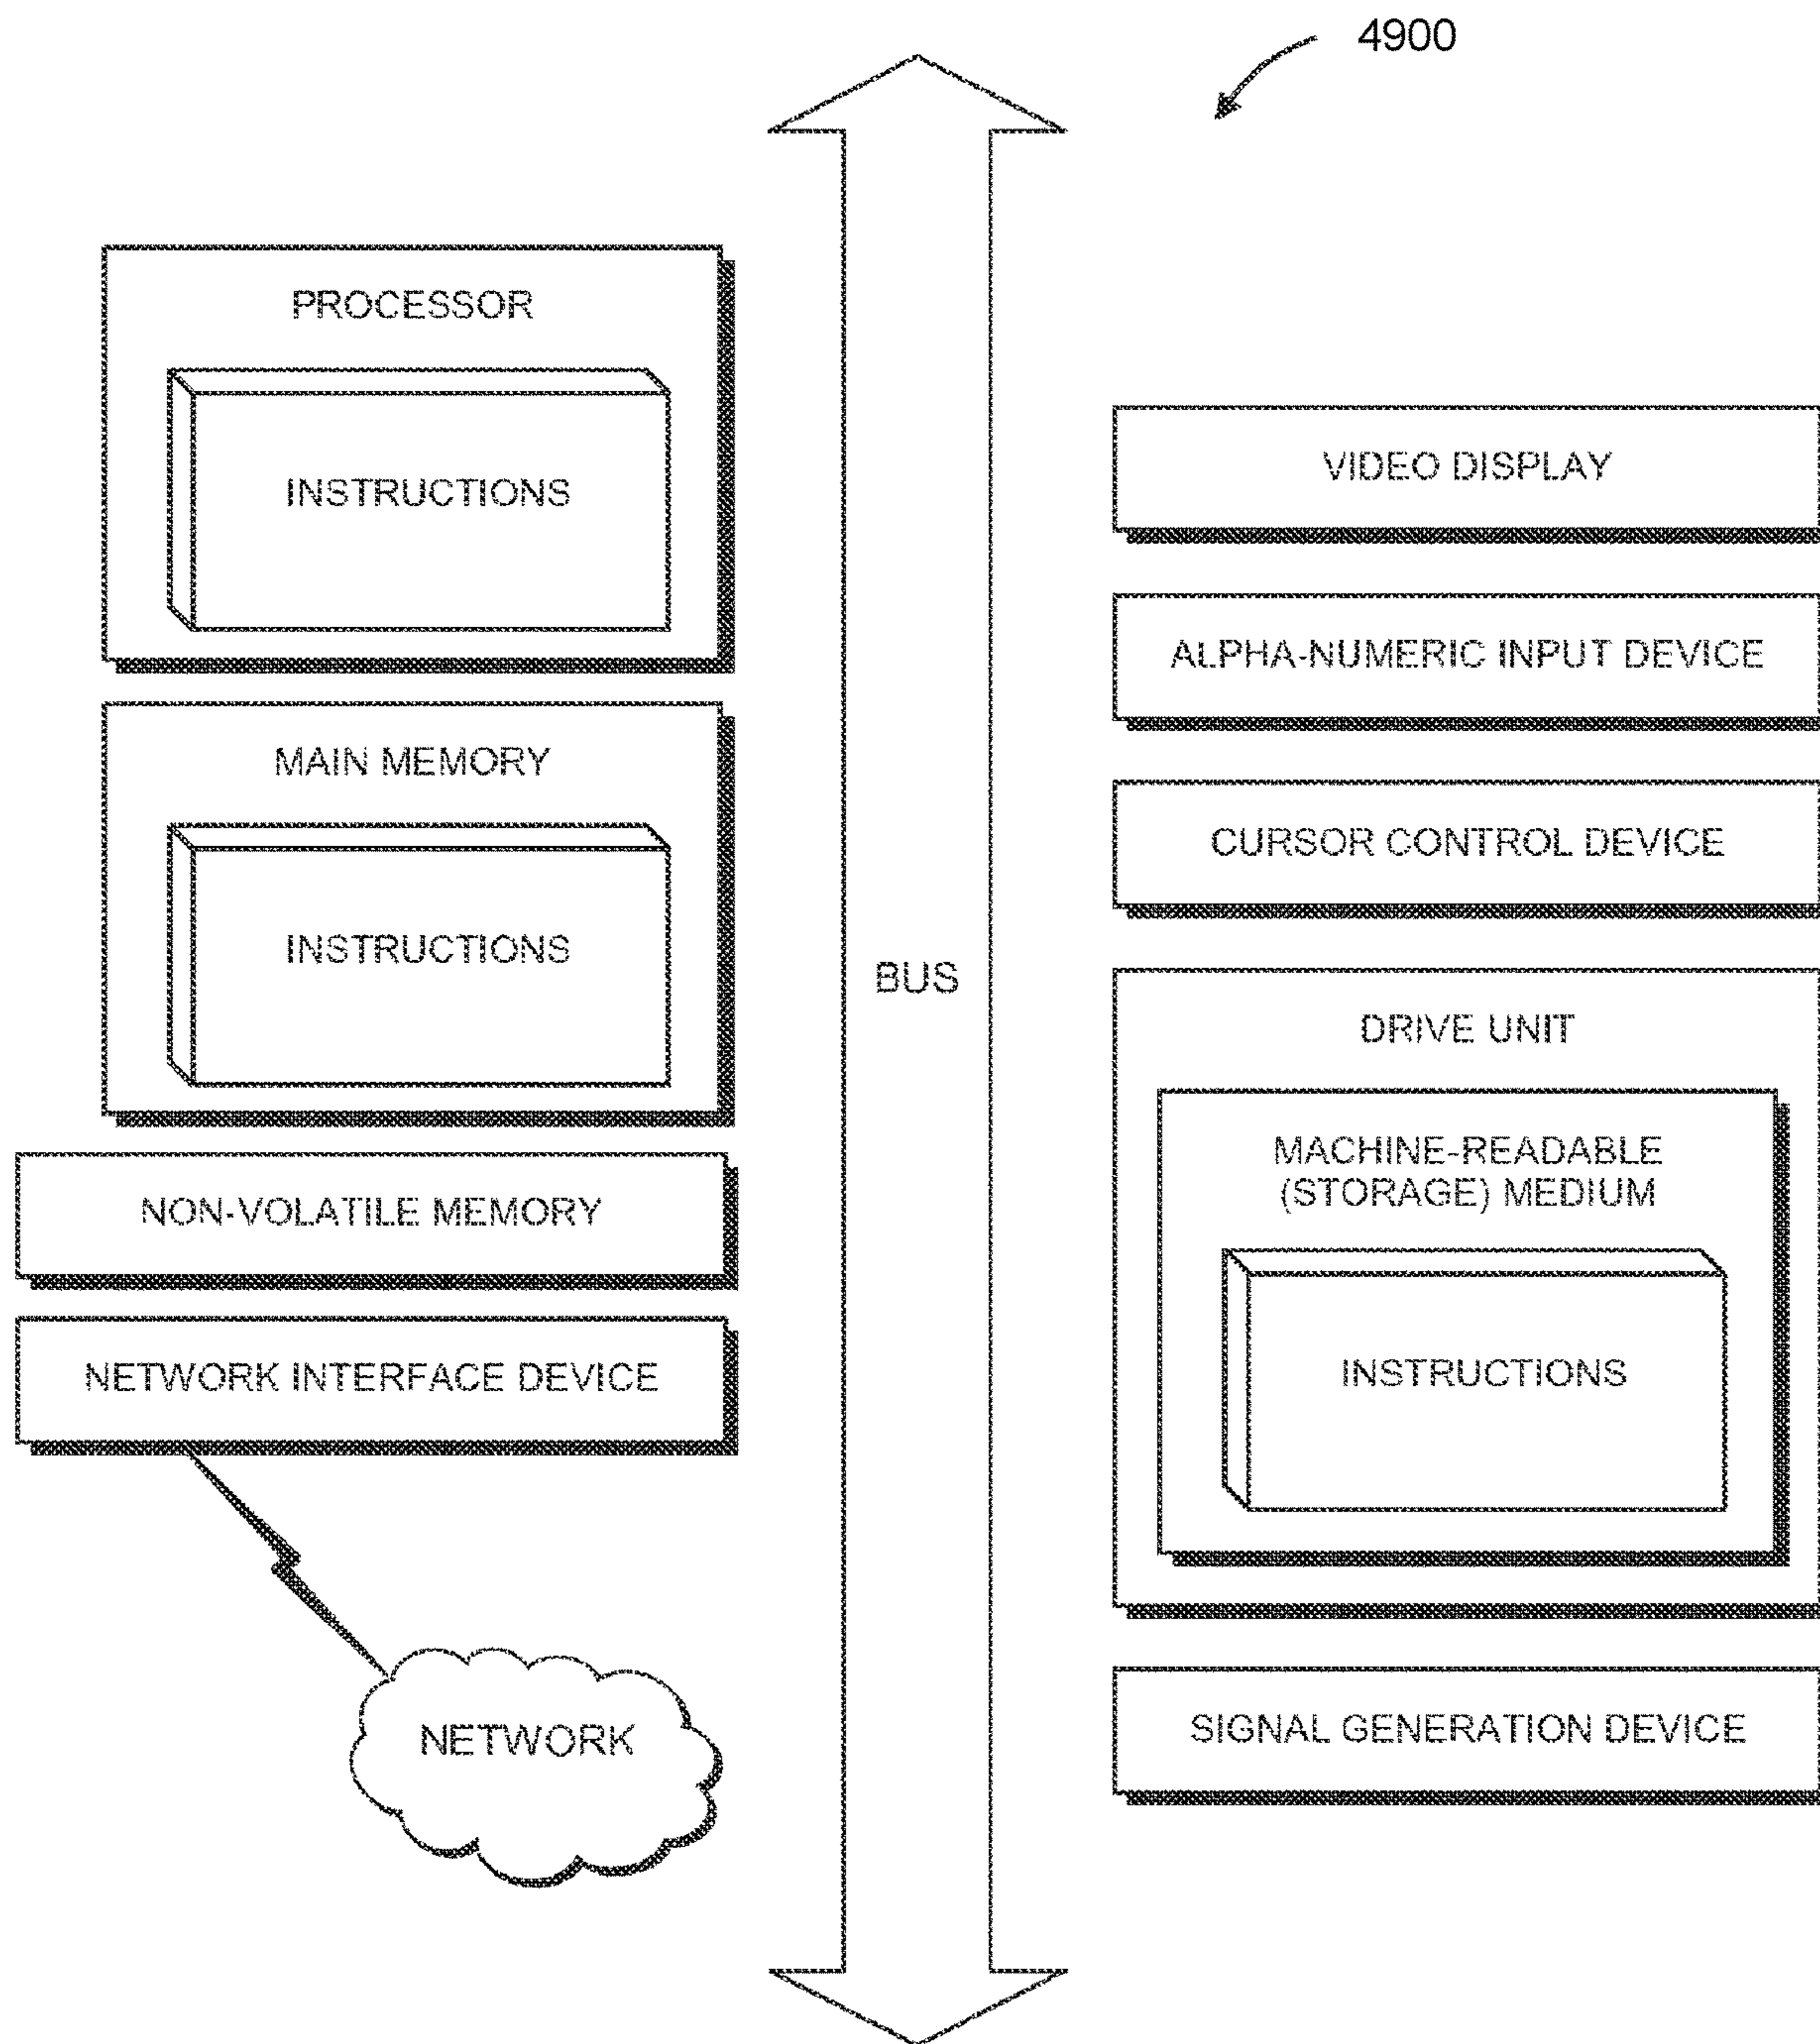 4900
PROCESSOR
INSTRUCTIONS
MAIN MEMORY
INSTRUCTIONS
NON-VOLATILE MEMORY
NETWORK INTERFACE DEVICE
NETWORK
BUS
VIDEO DISPLAY
ALPHA-NUMERIC INPUT DEVICE
CURSOR CONTROL DEVICE
DRIVE UNIT
MACHINE-READABLE
(STORAGE) MEDIUM
INSTRUCTIONS
SIGNAL GENERATION DEVICE